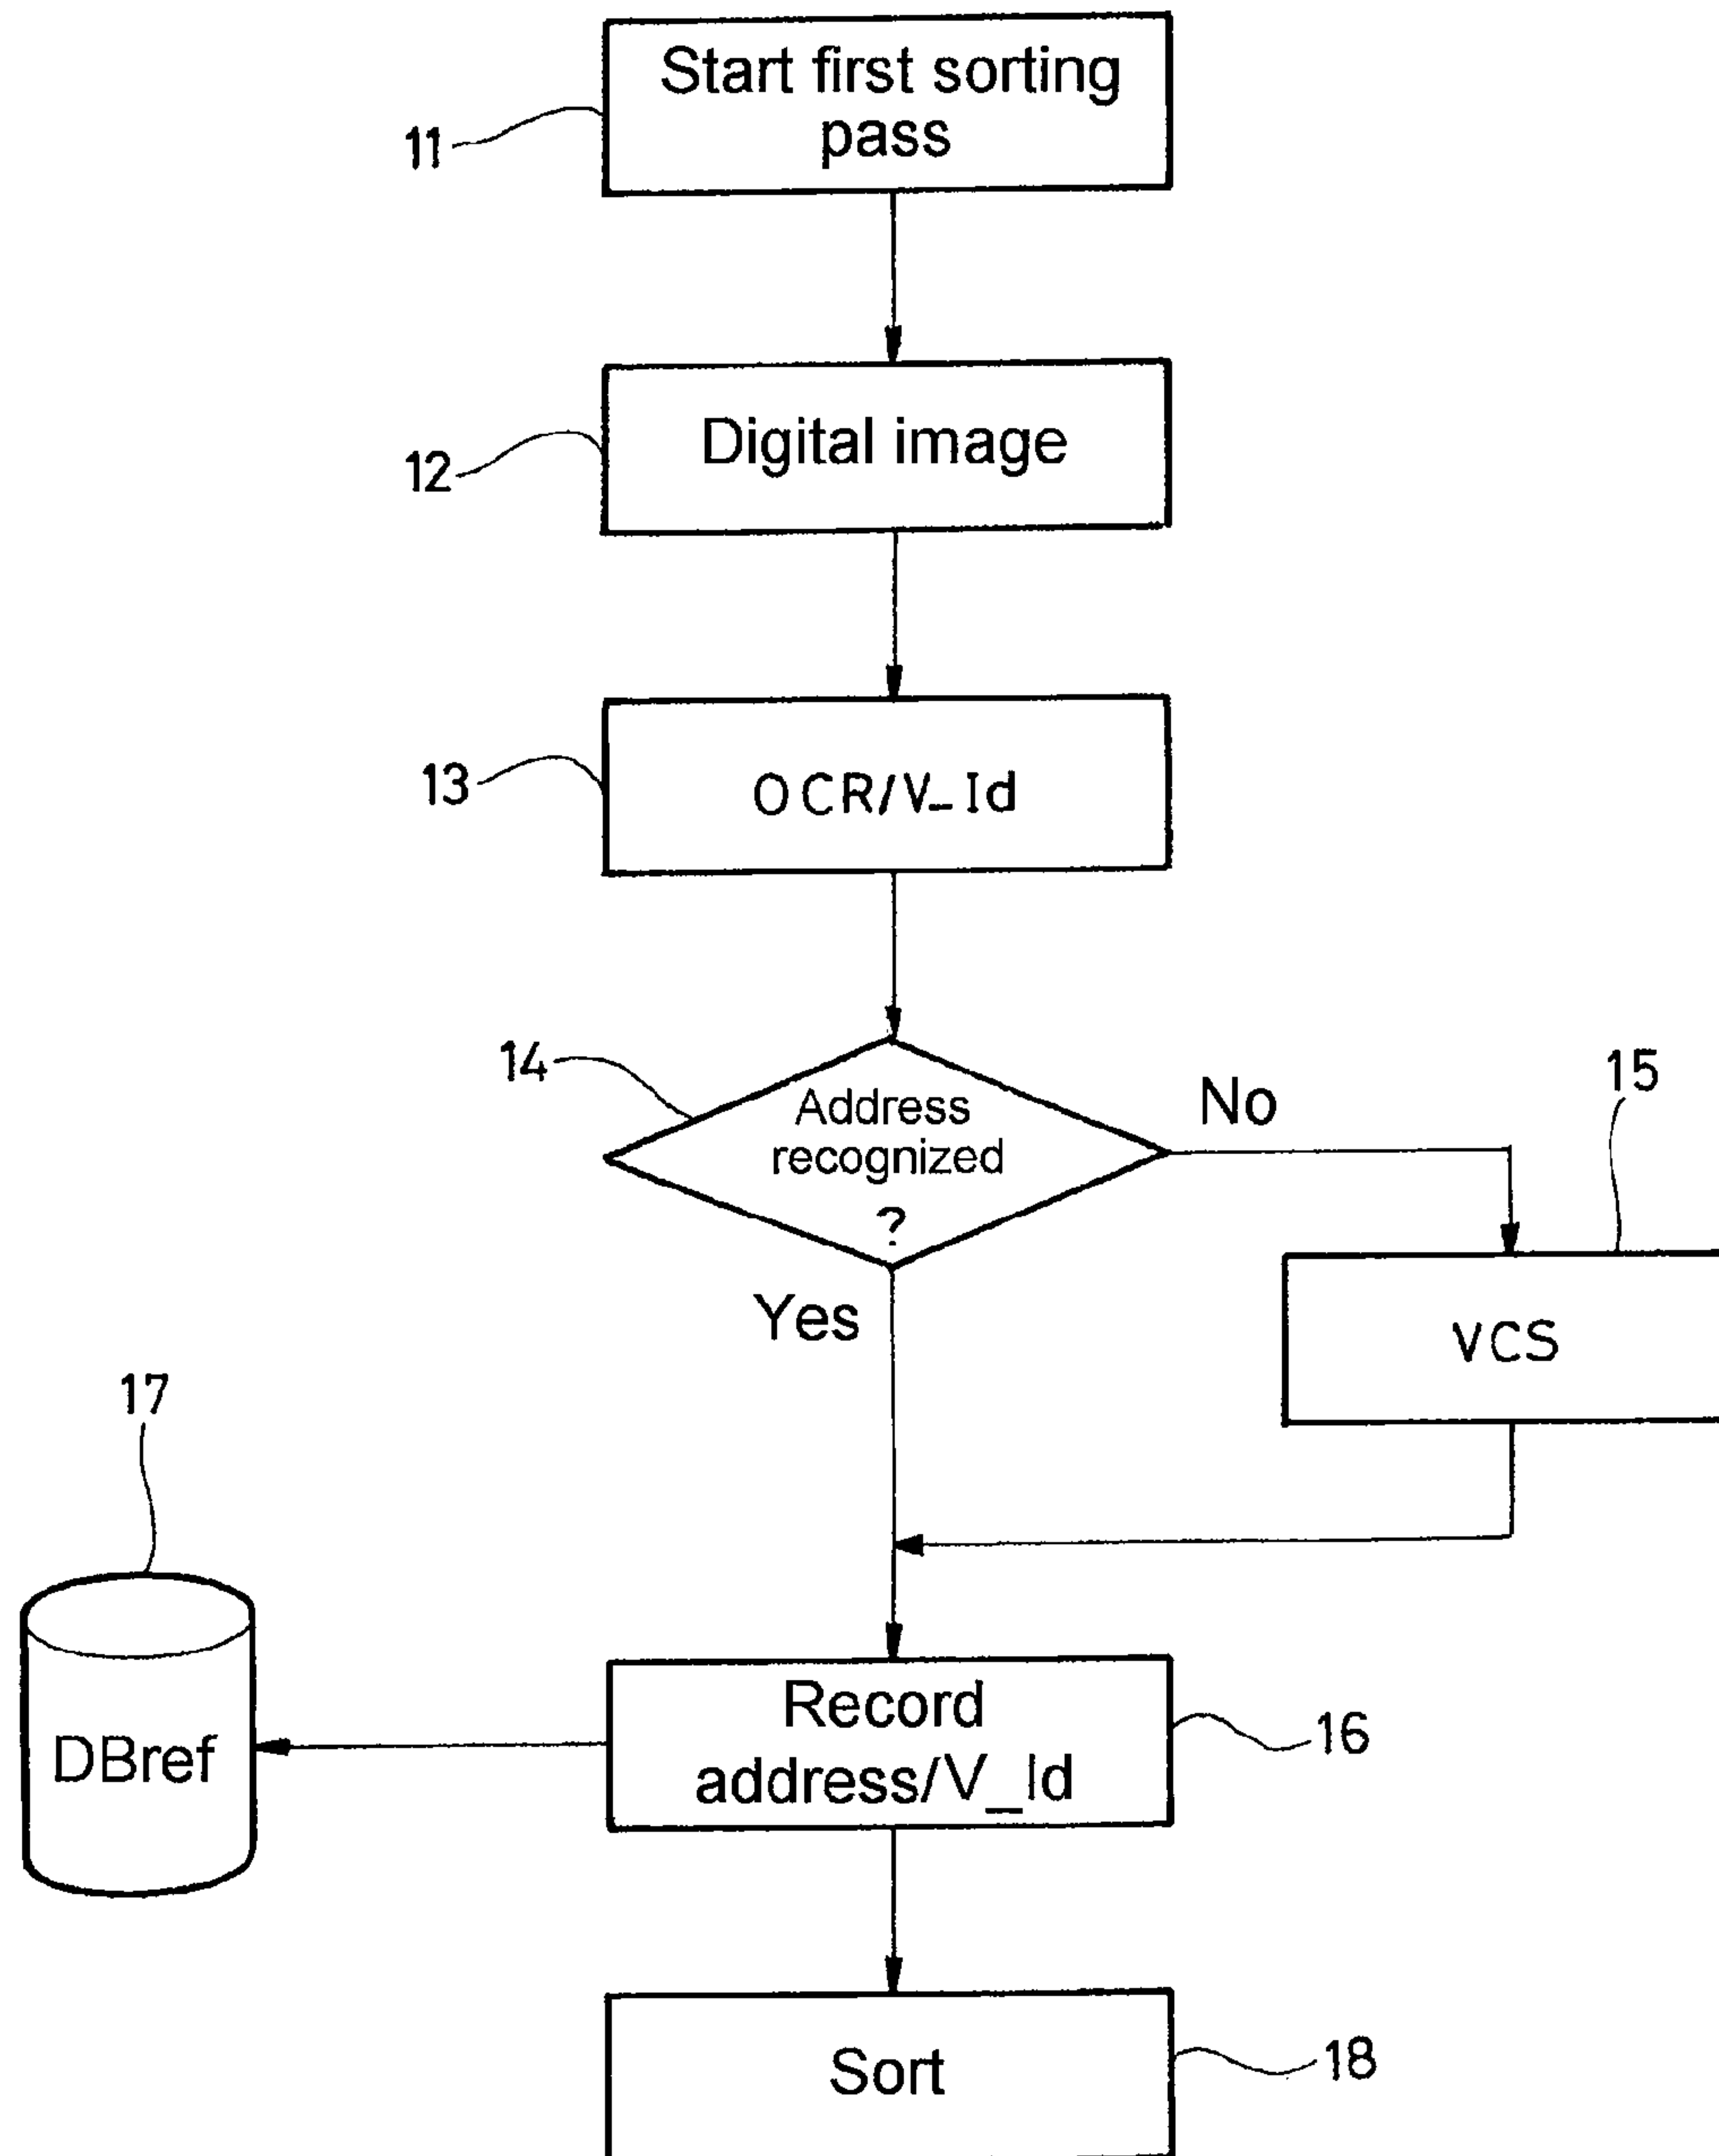 Start first sorting
pass
11
Digital image
12
OCR/V_Id
13
14
Address
recognized
?
No
15
Yes
VCS
17
DBref
Record
address/V_Id
16
Sort
18